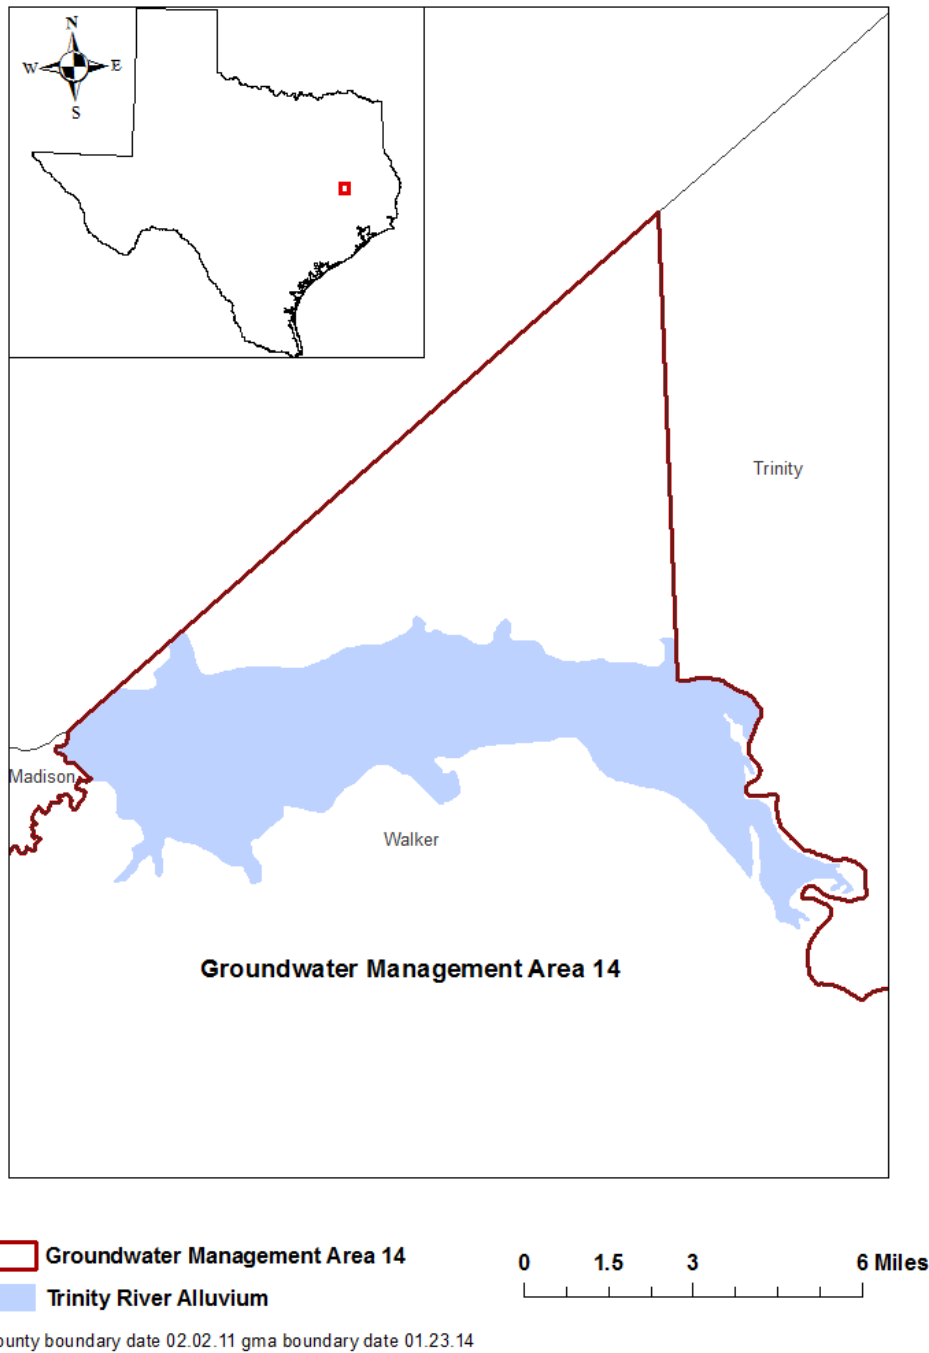 N
W E
S
Trinity
Madison
Walker
Groundwater Management Area 14
Groundwater Management Area 14
Trinity River Alluvium
0 1.5 3 6 Miles
ounty boundary date 02.02.11 gma boundary date 01.23.14